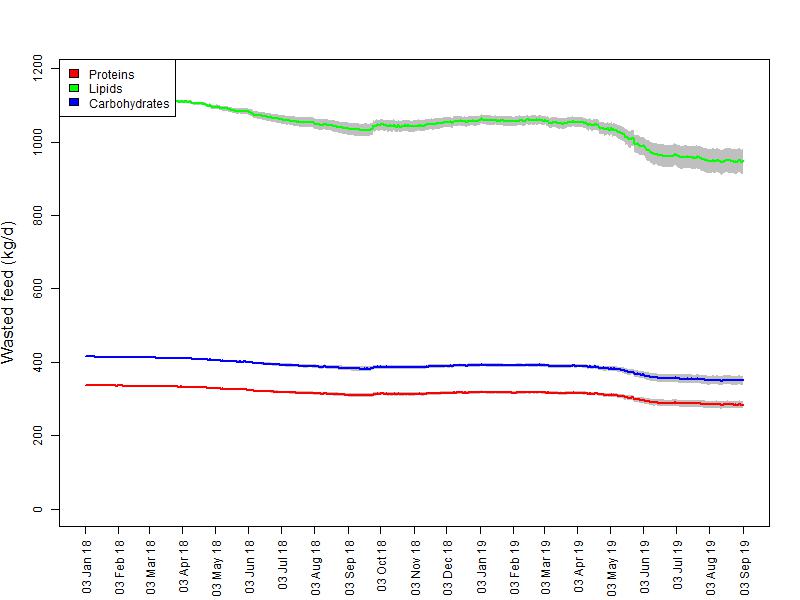 Proteins
Lipids
Carbohydrates
Wasted feed (kg/d)
1200
1000
800
600
400
200
0
03 Jan 18
03 Feb 18
03 Mar 18
03 Apr 18
03 May 18
03 Jun 18
03 Jul 18
03 Aug 18
03 Sep 18
03 Oct 18
03 Nov 18
03 Dec 18
03 Jan 19
03 Feb 19
03 Mar 19
03 Apr 19
03 May 19
03 Jun 19
03 Jul 19
03 Aug 19
03 Sep 19